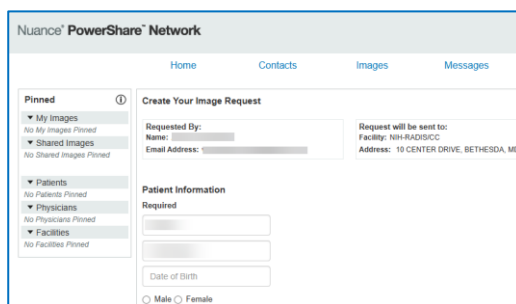 Nuance® PowerShare™ Network
Home Contacts Images Messages
Pinned
▼ My Images
No My Images Pinned
▼ Shared Images
No Shared Images Pinned
▼ Patients
No Patients Pinned
▼ Physicians
No Physicians Pinned
▼ Facilities
No Facilities Pinned
Create Your Image Request
Requested By:
Name:
Email Address:
Request will be sent to:
Facility: NIH-RADIS/CC
Address: 10 CENTER DRIVE, BETHESDA, MD
Patient Information
Required
Date of Birth
Male Female